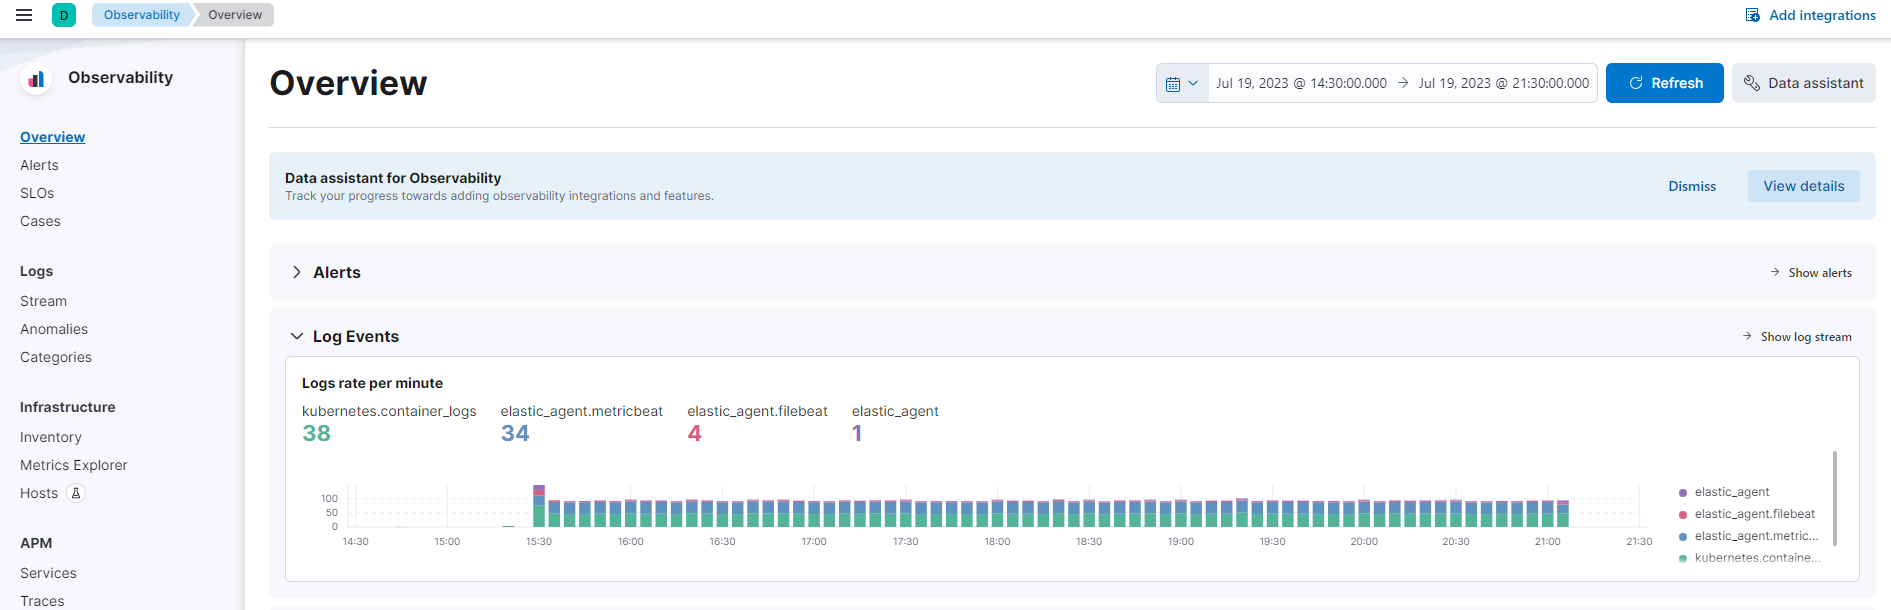 D
Observability
Overview
Add integrations
Observability
Overview
Alerts
SLOs
Cases
Logs
Stream
Anomalies
Categories
Infrastructure
Inventory
Metrics Explorer
Hosts
APM
Services
Traces
Overview
Jul 19, 2023 @ 14:30:00.000 → Jul 19, 2023 @ 21:30:00.000
Refresh
Data assistant
Data assistant for Observability
Track your progress towards adding observability integrations and features.
Dismiss
View details
Alerts
Show alerts
Log Events
Show log stream
Logs rate per minute
kubernetes.container_logs elastic_agent.metricbeat elastic_agent.filebeat elastic_agent
38 34 4 1
100
50
0
14:30 15:00 15:30 16:00 16:30 17:00 17:30 18:00 18:30 19:00 19:30 20:00 20:30 21:00 21:30
elastic_agent
elastic_agent.filebeat
elastic_agent.metric...
kubernetes.containe...